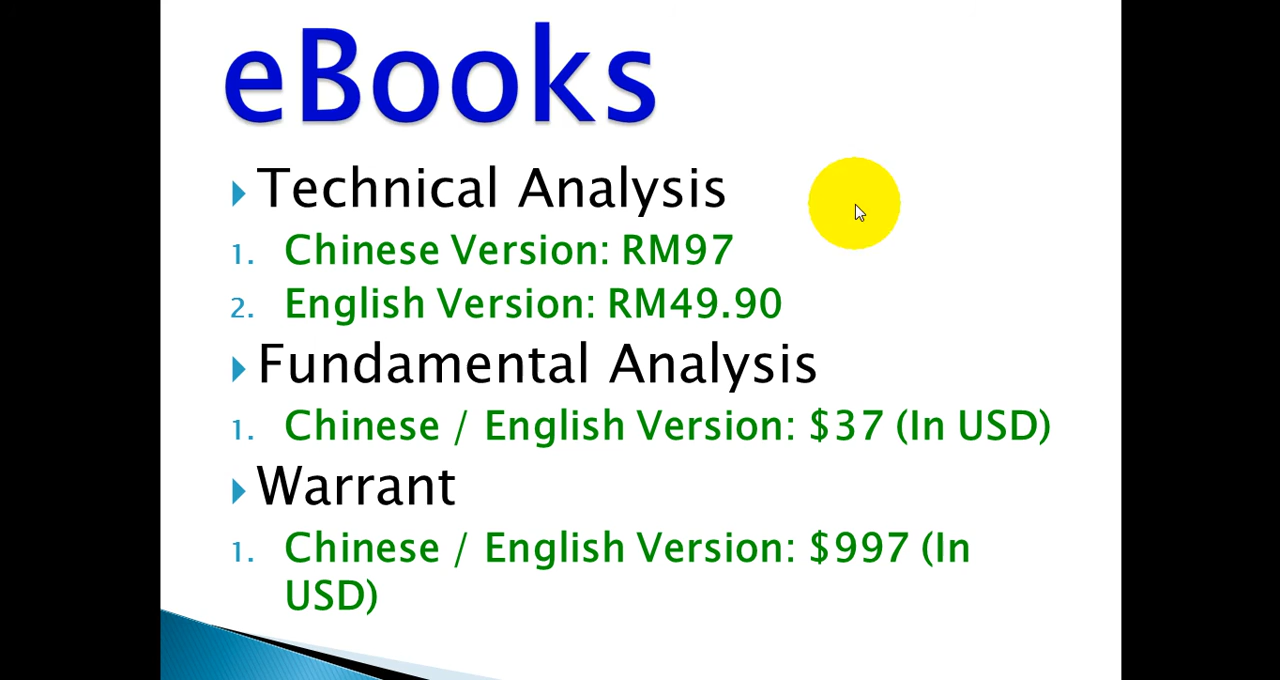 eBooks
Technical Analysis
1. Chinese Version: RM97
2. English Version: RM49.90
Fundamental Analysis
1. Chinese / English Version: $37 (In USD)
Warrant
1. Chinese / English Version: $997 (In
USD)